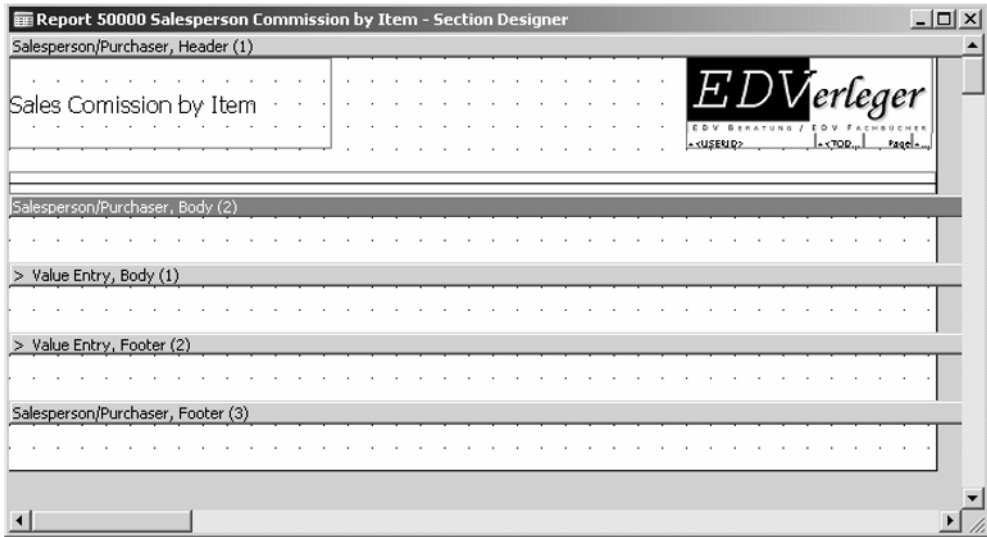 Report 50000 Salesperson Commission by Item - Section Designer
Salesperson/Purchaser, Header (1)
Sales Comission by Item
EDVerleger
EDV BERATUNG / EDV FACHBÜCHER
<USERID> <TOD... Page ...
Salesperson/Purchaser, Body (2)
> Value Entry, Body (1)
> Value Entry, Footer (2)
Salesperson/Purchaser, Footer (3)